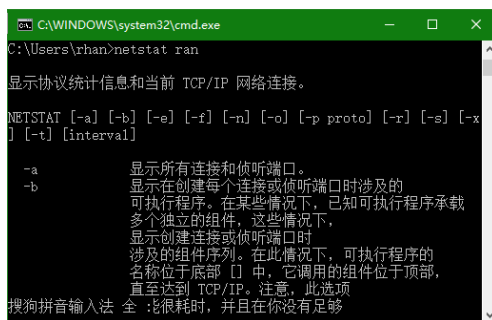 C:\WINDOWS\system32\cmd.exe
C:\Users\rhan>netstat ran
显示协议统计信息和当前 TCP/IP 网络连接。
NETSTAT [-a] [-b] [-e] [-f] [-n] [-o] [-p proto] [-r] [-s] [-x
] [-t] [interval]
-a 显示所有连接和侦听端口。
-b 显示在创建每个连接或侦听端口时涉及的
可执行程序。在某些情况下，已知可执行程序承载
多个独立的组件，这些情况下，
显示创建连接或侦听端口时
涉及的组件序列。在此情况下，可执行程序的
名称位于底部 [] 中，它调用的组件位于顶部，
直至达到 TCP/IP。注意，此选项
搜狗拼音输入法 全 :很耗时，并且在你没有足够